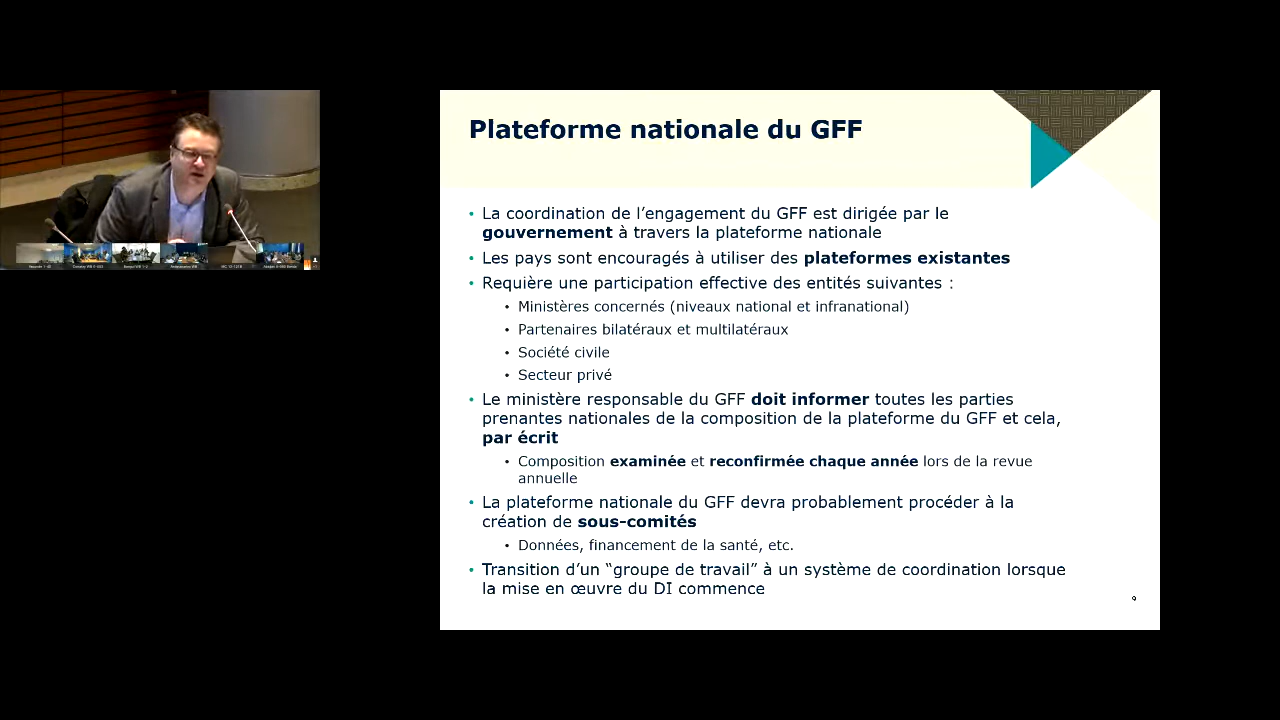 Plateforme nationale du GFF
• La coordination de l’engagement du GFF est dirigée par le
gouvernement à travers la plateforme nationale
• Les pays sont encouragés à utiliser des plateformes existantes
• Requière une participation effective des entités suivantes :
• Ministères concernés (niveaux national et infranational)
• Partenaires bilatéraux et multilatéraux
• Société civile
• Secteur privé
• Le ministère responsable du GFF doit informer toutes les parties
prenantes nationales de la composition de la plateforme du GFF et cela,
par écrit
• Composition examinée et reconfirmée chaque année lors de la revue
annuelle
• La plateforme nationale du GFF devra probablement procéder à la
création de sous-comités
• Données, financement de la santé, etc.
• Transition d’un “groupe de travail” à un système de coordination lorsque
la mise en œuvre du DI commence
9